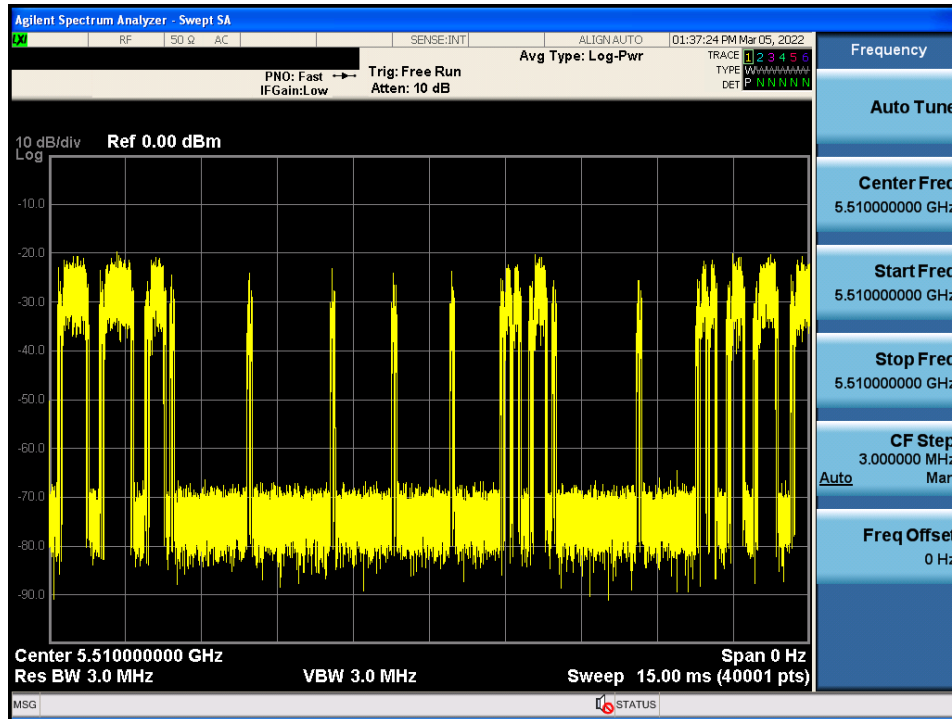 Agilent Spectrum Analyzer - Swept SA
LXI RF 50 Ω AC SENSE:INT ALIGN AUTO 01:37:24 PM Mar 05, 2022
Avg Type: Log-Pwr TRACE 1 2 3 4 5 6
PNO: Fast Trig: Free Run TYPE WWWWWW
IFGain:Low Atten: 10 dB DET P N N N N N
10 dB/div Ref 0.00 dBm
Log
-10.0
-20.0
-30.0
-40.0
-50.0
-60.0
-70.0
-80.0
-90.0
Center 5.510000000 GHz Span 0 Hz
Res BW 3.0 MHz VBW 3.0 MHz Sweep 15.00 ms (40001 pts)
MSG STATUS
Frequency
Auto Tune
Center Freq
5.510000000 GHz
Start Freq
5.510000000 GHz
Stop Freq
5.510000000 GHz
CF Step
3.000000 MHz
Auto Man
Freq Offset
0 Hz